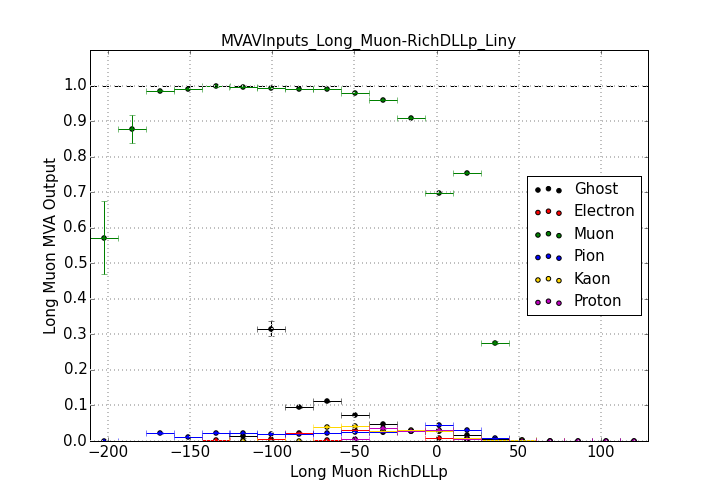 MVAVInputs_Long_Muon-RichDLLp_Liny
1.0
0.9
0.8
0.7
0.6
0.5
0.4
0.3
0.2
0.1
0.0
Long Muon MVA Output
Ghost
Electron
Muon
Pion
Kaon
Proton
−200 −150 −100 −50 0 50 100
Long Muon RichDLLp